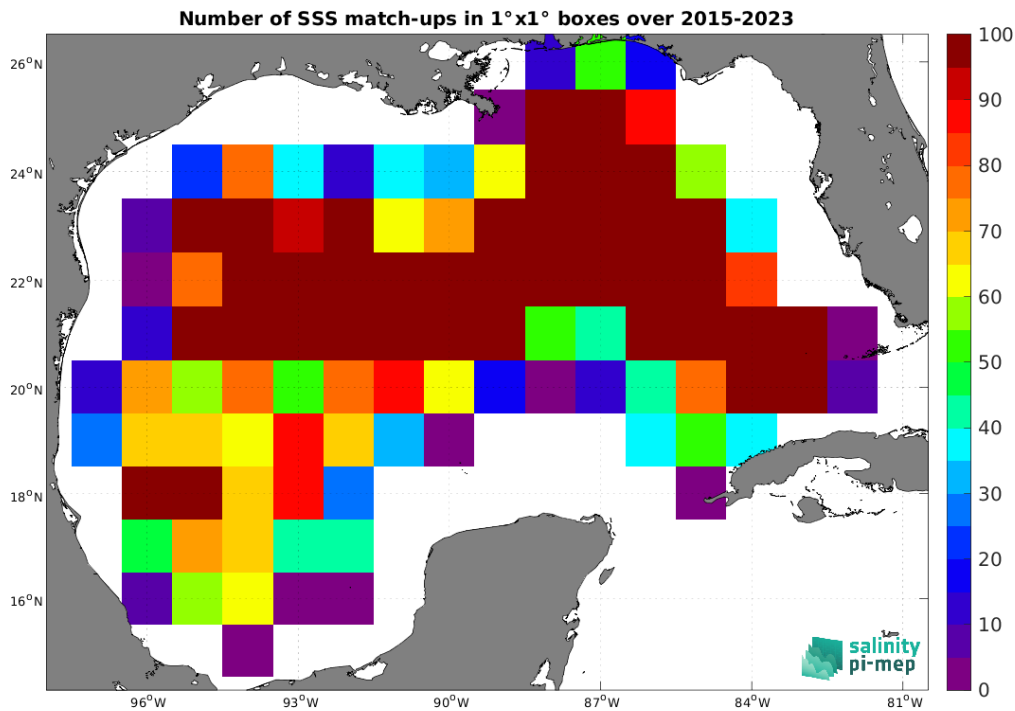 Number of SSS match-ups in 1°x1° boxes over 2015-2023
26°N
24°N
22°N
20°N
18°N
16°N
96°W
93°W
90°W
87°W
84°W
81°W
100
90
80
70
60
50
40
30
20
10
0
salinity
pi-mep